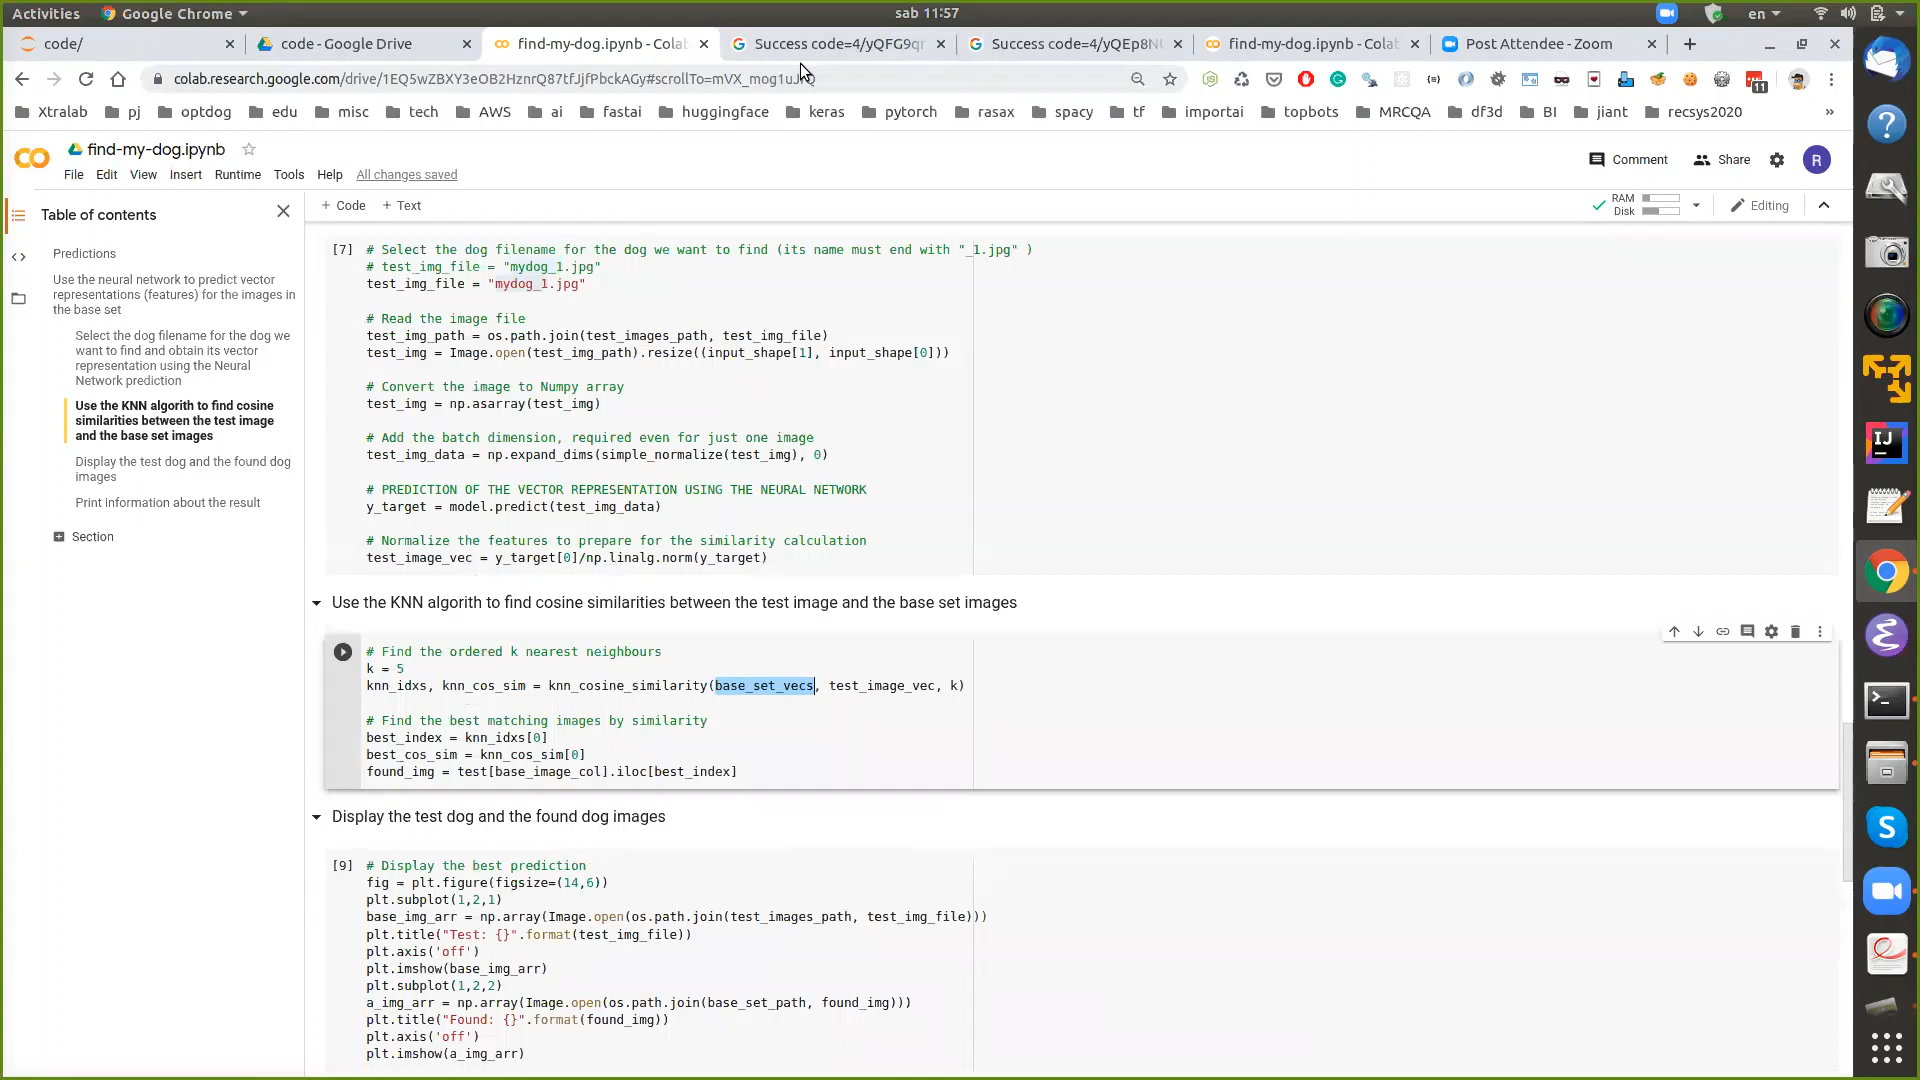 Activities Google Chrome sab 11:57 en
code/ code - Google Drive find-my-dog.ipynb - Colab Success code=4/yQFG9qr Success code=4/yQEp8NU find-my-dog.ipynb - Colab Post Attendee - Zoom
colab.research.google.com/drive/1EQ5wZBXY3eOB2HznrQ87tfJjfPbckAGy#scrollTo=mVX_mog1uJrQ 11
Xtralab pj optdog edu misc tech AWS ai fastai huggingface keras pytorch rasax spacy tf importai topbots MRCQA df3d BI jiant recsys2020 »
find-my-dog.ipynb
Comment Share R
File Edit View Insert Runtime Tools Help All changes saved
Table of contents
+ Code + Text
RAM
Disk
Editing
Predictions
Use the neural network to predict vector
representations (features) for the images in
the base set
Select the dog filename for the dog we
want to find and obtain its vector
representation using the Neural
Network prediction
Use the KNN algorith to find cosine
similarities between the test image
and the base set images
Display the test dog and the found dog
images
Print information about the result
Section
[7] # Select the dog filename for the dog we want to find (its name must end with "_1.jpg" )
# test_img_file = "mydog_1.jpg"
test_img_file = "mydog_1.jpg"
# Read the image file
test_img_path = os.path.join(test_images_path, test_img_file)
test_img = Image.open(test_img_path).resize((input_shape[1], input_shape[0]))
# Convert the image to Numpy array
test_img = np.asarray(test_img)
# Add the batch dimension, required even for just one image
test_img_data = np.expand_dims(simple_normalize(test_img), 0)
# PREDICTION OF THE VECTOR REPRESENTATION USING THE NEURAL NETWORK
y_target = model.predict(test_img_data)
# Normalize the features to prepare for the similarity calculation
test_image_vec = y_target[0]/np.linalg.norm(y_target)
Use the KNN algorith to find cosine similarities between the test image and the base set images
# Find the ordered k nearest neighbours
k = 5
knn_idxs, knn_cos_sim = knn_cosine_similarity(base_set_vecs, test_image_vec, k)
# Find the best matching images by similarity
best_index = knn_idxs[0]
best_cos_sim = knn_cos_sim[0]
found_img = test[base_image_col].iloc[best_index]
Display the test dog and the found dog images
[9] # Display the best prediction
fig = plt.figure(figsize=(14,6))
plt.subplot(1,2,1)
base_img_arr = np.array(Image.open(os.path.join(test_images_path, test_img_file)))
plt.title("Test: {}".format(test_img_file))
plt.axis('off')
plt.imshow(base_img_arr)
plt.subplot(1,2,2)
a_img_arr = np.array(Image.open(os.path.join(base_set_path, found_img)))
plt.title("Found: {}".format(found_img))
plt.axis('off')
plt.imshow(a_img_arr)